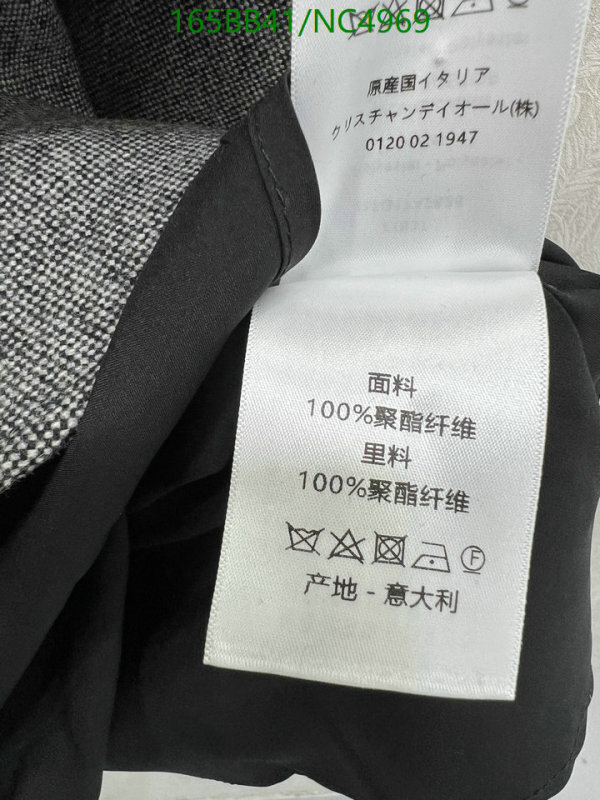 165BB41/NC4969
原産国イタリア
クリスチャンデイオール(株)
0120 02 1947
面料
100%聚酯纤维
里料
100%聚酯纤维
F
产地 - 意大利